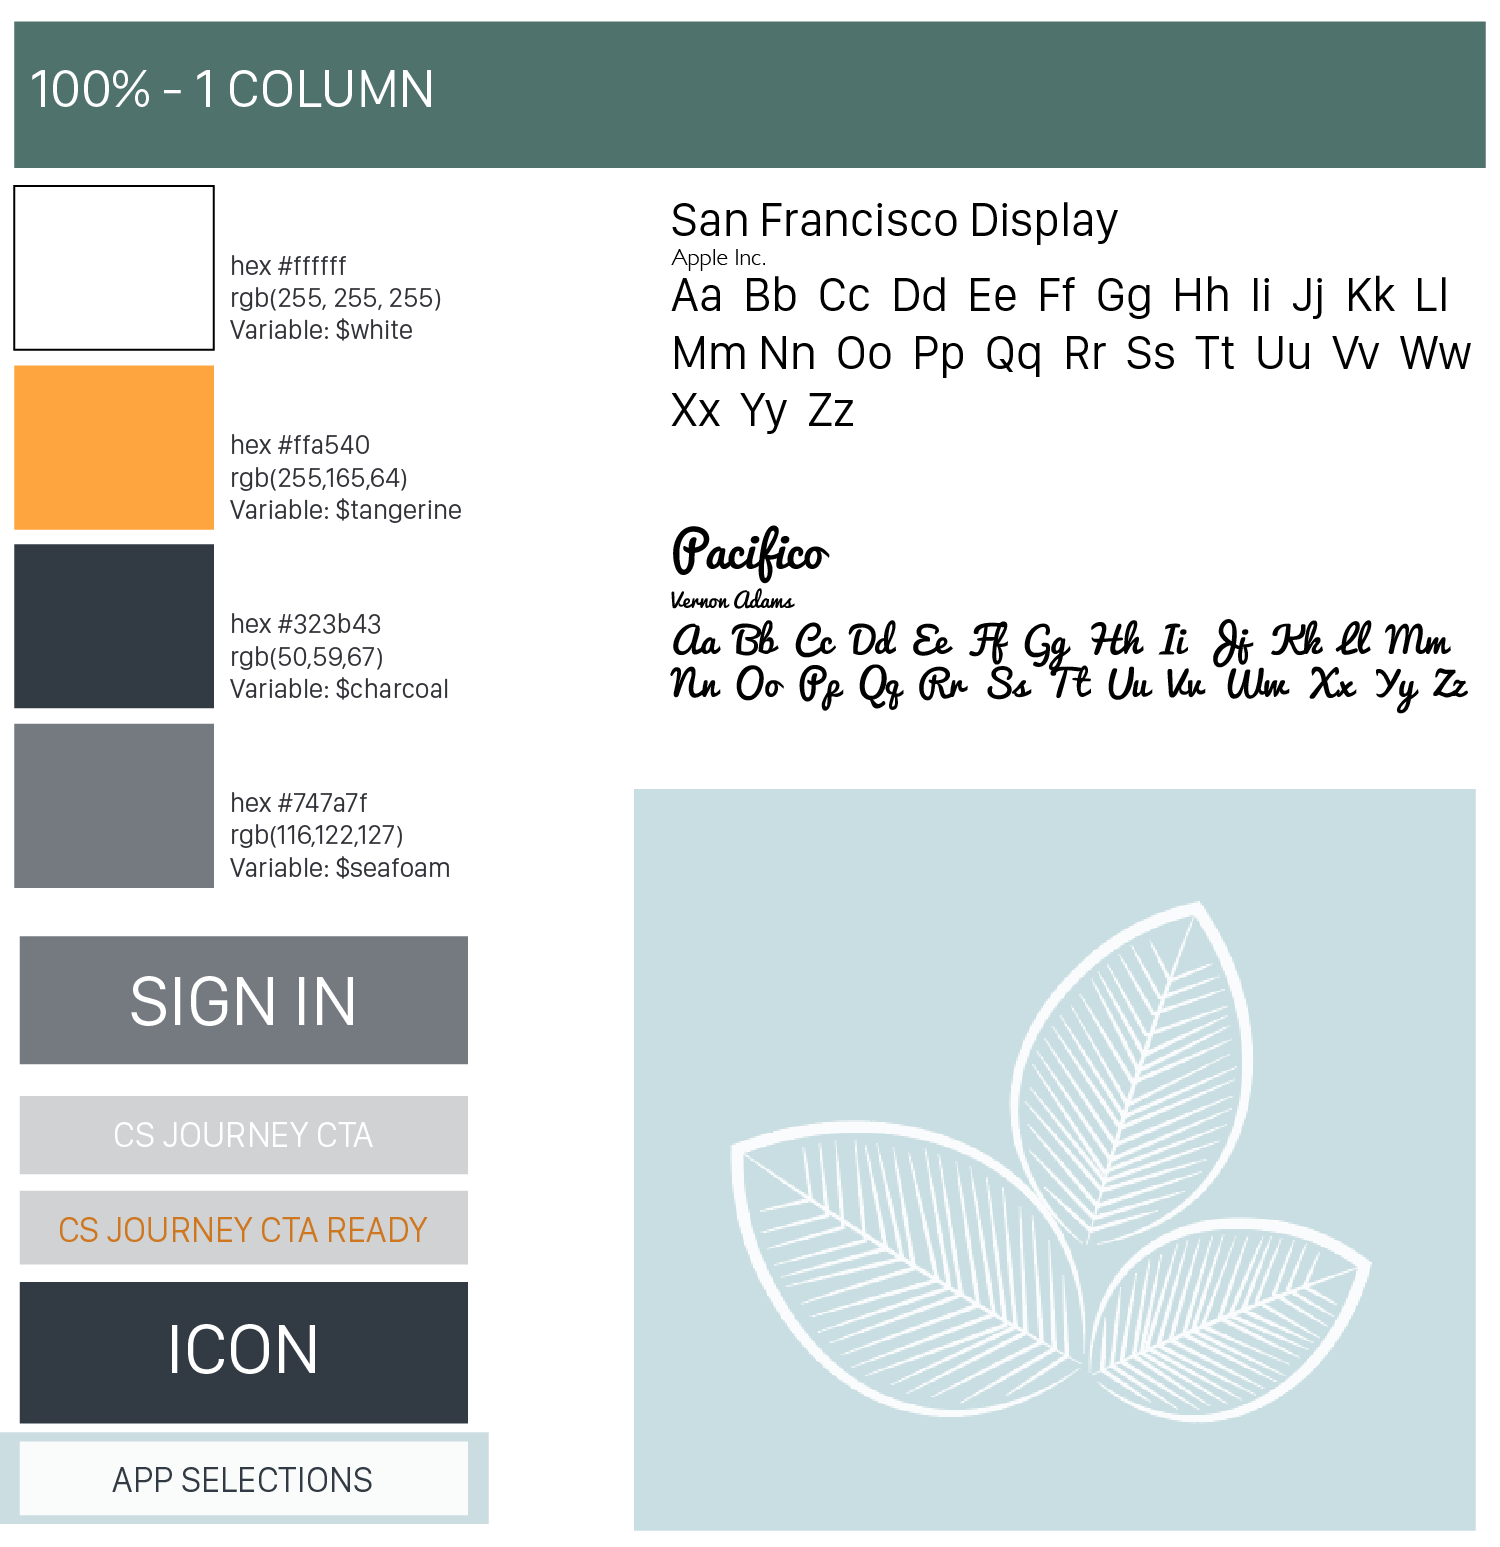 100% - 1 COLUMN
hex #ffffff
rgb(255, 255, 255)
Variable: $white
hex #ffa540
rgb(255,165,64)
Variable: $tangerine
hex #323b43
rgb(50,59,67)
Variable: $charcoal
hex #747a7f
rgb(116,122,127)
Variable: $seafoam
SIGN IN
CS JOURNEY CTA
CS JOURNEY CTA READY
ICON
APP SELECTIONS
San Francisco Display
Apple Inc.
Aa Bb Cc Dd Ee Ff Gg Hh Ii Jj Kk Ll
Mm Nn Oo Pp Qq Rr Ss Tt Uu Vv Ww
Xx Yy Zz
Pacifico
Vernon Adams
Aa Bb Cc Dd Ee Ff Gg Hh Ii Jj Kk Ll Mm
Nn Oo Pp Qq Rr Ss Tt Uu Vv Ww Xx Yy Zz